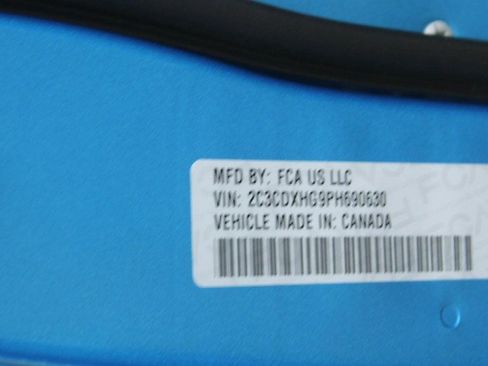 MFD BY: FCA US LLC
VIN: 2C3CDXHG9PH690630
VEHICLE MADE IN: CANADA